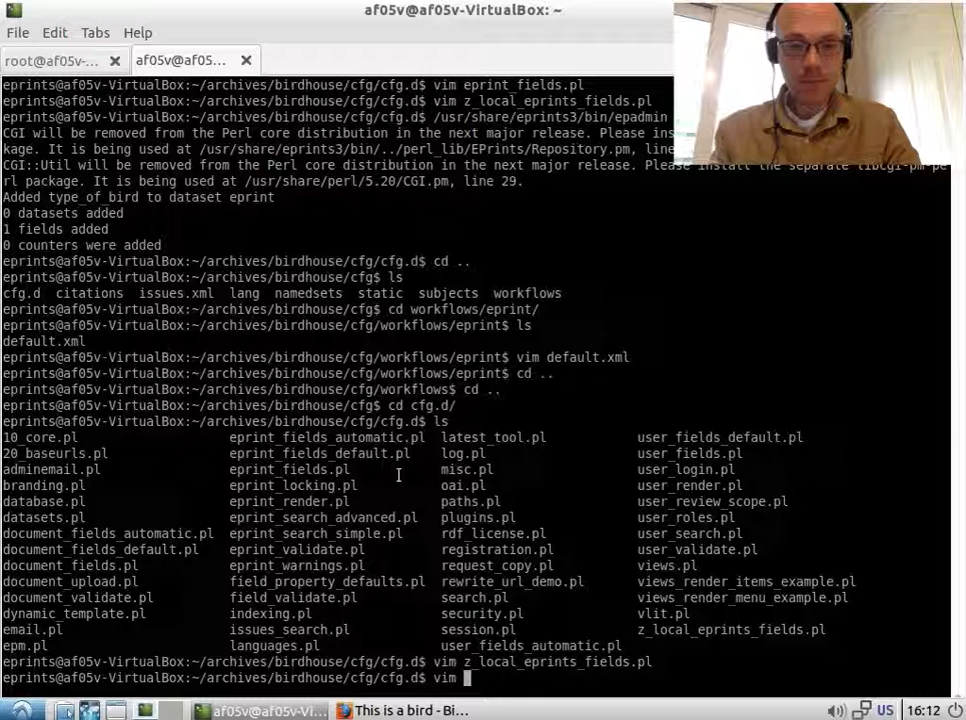 af05v@af05v-VirtualBox: ~
File Edit Tabs Help
root@af05v-... af05v@af05...
eprints@af05v-VirtualBox:~/archives/birdhouse/cfg/cfg.d$ vim eprint_fields.pl
eprints@af05v-VirtualBox:~/archives/birdhouse/cfg/cfg.d$ vim z_local_eprints_fields.pl
eprints@af05v-VirtualBox:~/archives/birdhouse/cfg/cfg.d$ /usr/share/eprints3/bin/epadmin
CGI will be removed from the Perl core distribution in the next major release. Please ins
kage. It is being used at /usr/share/eprints3/bin/../perl_lib/EPrints/Repository.pm, line
CGI::Util will be removed from the Perl core distribution in the next major release. Please install the separate libcgi-pm-pe
rl package. It is being used at /usr/share/perl/5.20/CGI.pm, line 29.
Added type_of_bird to dataset eprint
0 datasets added
1 fields added
0 counters were added
eprints@af05v-VirtualBox:~/archives/birdhouse/cfg/cfg.d$ cd ..
eprints@af05v-VirtualBox:~/archives/birdhouse/cfg$ ls
cfg.d citations issues.xml lang namedsets static subjects workflows
eprints@af05v-VirtualBox:~/archives/birdhouse/cfg$ cd workflows/eprint/
eprints@af05v-VirtualBox:~/archives/birdhouse/cfg/workflows/eprint$ ls
default.xml
eprints@af05v-VirtualBox:~/archives/birdhouse/cfg/workflows/eprint$ vim default.xml
eprints@af05v-VirtualBox:~/archives/birdhouse/cfg/workflows/eprint$ cd ..
eprints@af05v-VirtualBox:~/archives/birdhouse/cfg/workflows$ cd ..
eprints@af05v-VirtualBox:~/archives/birdhouse/cfg$ cd cfg.d/
eprints@af05v-VirtualBox:~/archives/birdhouse/cfg/cfg.d$ ls
10_core.pl eprint_fields_automatic.pl latest_tool.pl user_fields_default.pl
20_baseurls.pl eprint_fields_default.pl log.pl user_fields.pl
adminemail.pl eprint_fields.pl misc.pl user_login.pl
branding.pl eprint_locking.pl oai.pl user_render.pl
database.pl eprint_render.pl paths.pl user_review_scope.pl
datasets.pl eprint_search_advanced.pl plugins.pl user_roles.pl
document_fields_automatic.pl eprint_search_simple.pl rdf_license.pl user_search.pl
document_fields_default.pl eprint_validate.pl registration.pl user_validate.pl
document_fields.pl eprint_warnings.pl request_copy.pl views.pl
document_upload.pl field_property_defaults.pl rewrite_url_demo.pl views_render_items_example.pl
document_validate.pl field_validate.pl search.pl views_render_menu_example.pl
dynamic_template.pl indexing.pl security.pl vlit.pl
email.pl issues_search.pl session.pl z_local_eprints_fields.pl
epm.pl languages.pl user_fields_automatic.pl
eprints@af05v-VirtualBox:~/archives/birdhouse/cfg/cfg.d$ vim z_local_eprints_fields.pl
eprints@af05v-VirtualBox:~/archives/birdhouse/cfg/cfg.d$ vim
af05v@af05v-Vi... This is a bird - Bi... US 16:12